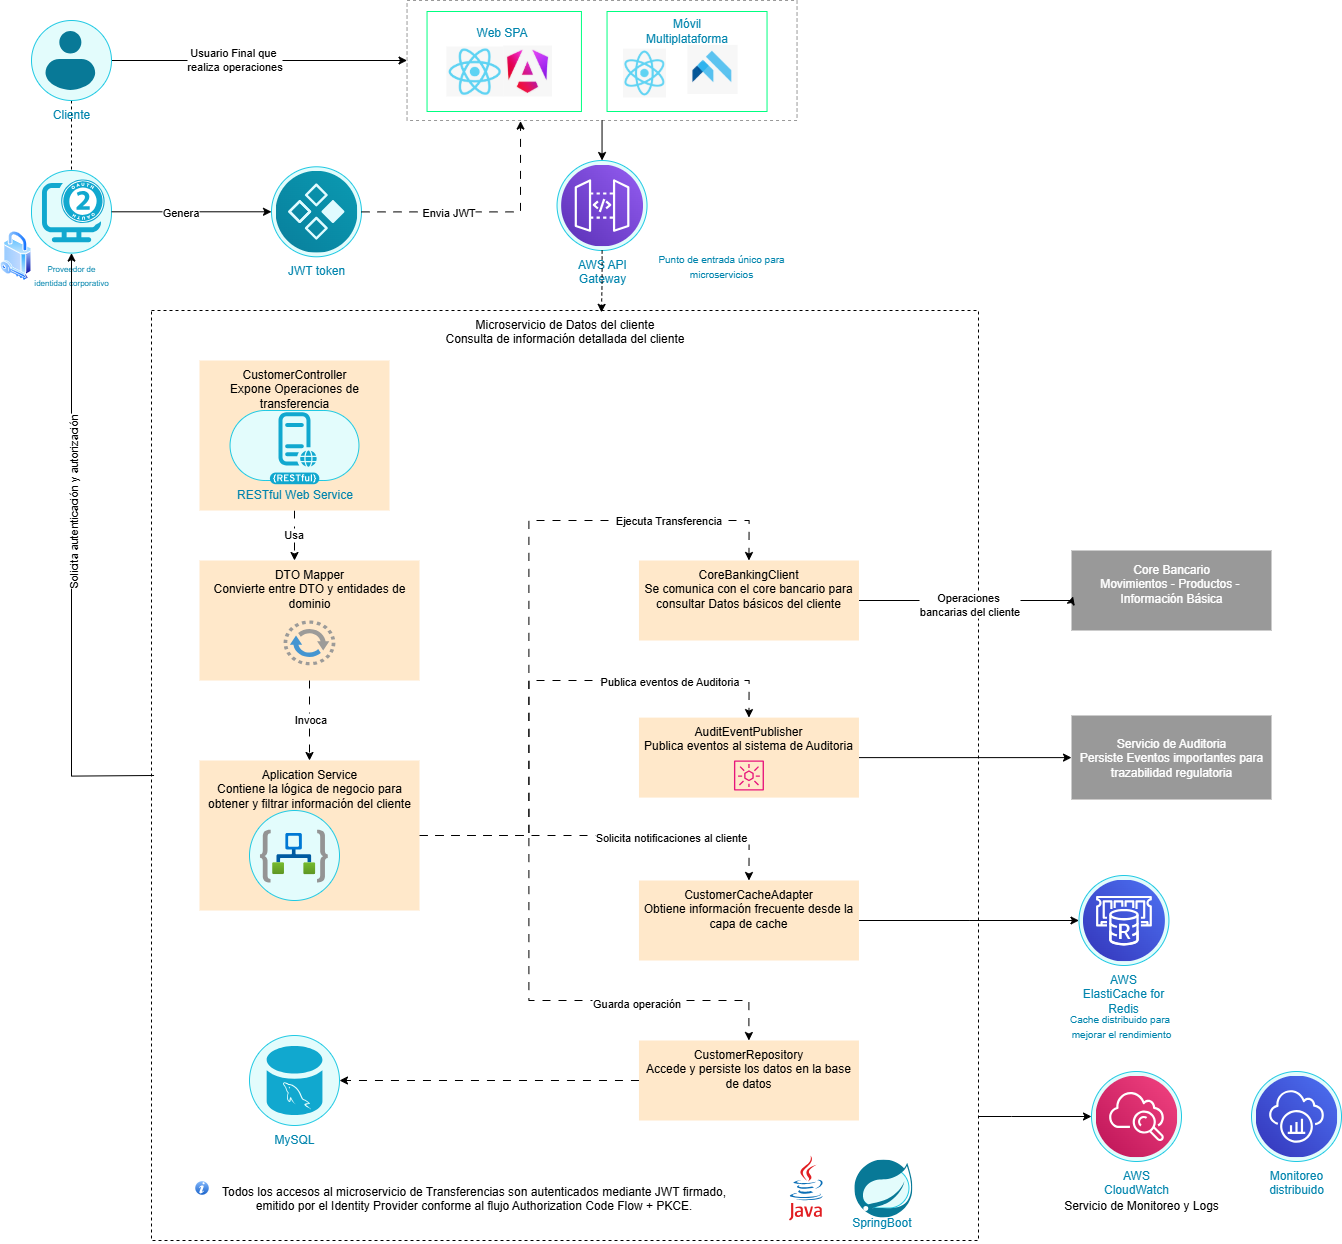 Web SPA
Móvil
Multiplataforma
Usuario Final que
realiza operaciones
Cliente
OAUTH
2
OAUTH
Genera
Envia JWT
</>
JWT token
AWS API
Gateway
Punto de entrada único para
microservicios
Proveedor de
identidad corporativo
Microservicio de Datos del cliente
Consulta de información detallada del cliente
CustomerController
Expone Operaciones de
transferencia
{RESTful}
RESTful Web Service
Solicita autenticación y autorización
Usa
Ejecuta Transferencia
DTO Mapper
Convierte entre DTO y entidades de
dominio
CoreBankingClient
Se comunica con el core bancario para
consultar Datos básicos del cliente
Operaciones
bancarias del cliente
Core Bancario
Movimientos - Productos -
Información Básica
Publica eventos de Auditoria
Invoca
AuditEventPublisher
Publica eventos al sistema de Auditoria
Servicio de Auditoria
Persiste Eventos importantes para
trazabilidad regulatoria
Aplication Service
Contiene la lógica de negocio para
obtener y filtrar información del cliente
Solicita notificaciones al cliente
CustomerCacheAdapter
Obtiene información frecuente desde la
capa de cache
R
AWS
ElastiCache for
Redis
Cache distribuido para
mejorar el rendimiento
Guarda operación
CustomerRepository
Accede y persiste los datos en la base
de datos
MySQL
AWS
CloudWatch
Servicio de Monitoreo y Logs
Monitoreo
distribuido
i
Todos los accesos al microservicio de Transferencias son autenticados mediante JWT firmado,
emitido por el Identity Provider conforme al flujo Authorization Code Flow + PKCE.
Java
SpringBoot